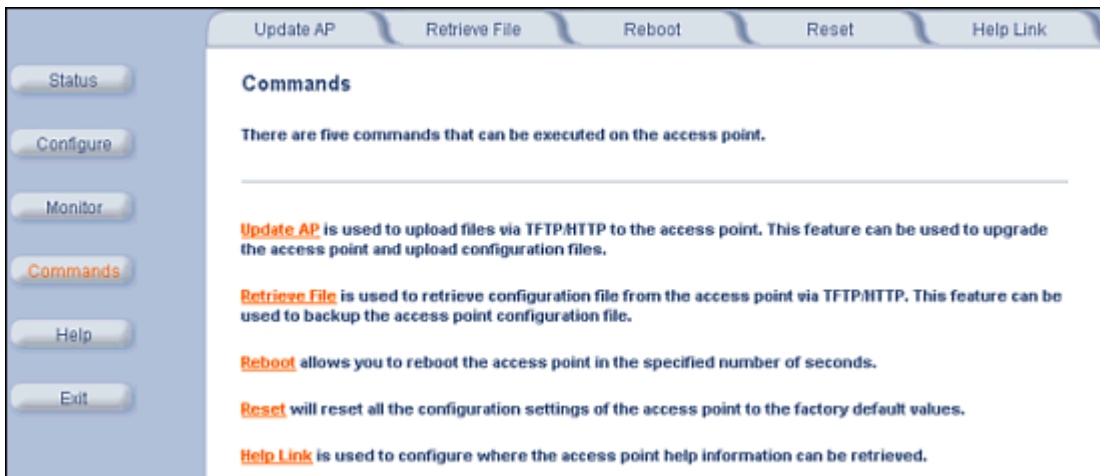 Update AP
Retrieve File
Reboot
Reset
Help Link
Status
Configure
Monitor
Commands
Help
Exit
Commands
There are five commands that can be executed on the access point.
Update AP is used to upload files via TFTP/HTTP to the access point. This feature can be used to upgrade
the access point and upload configuration files.
Retrieve File is used to retrieve configuration file from the access point via TFTP/HTTP. This feature can be
used to backup the access point configuration file.
Reboot allows you to reboot the access point in the specified number of seconds.
Reset will reset all the configuration settings of the access point to the factory default values.
Help Link is used to configure where the access point help information can be retrieved.